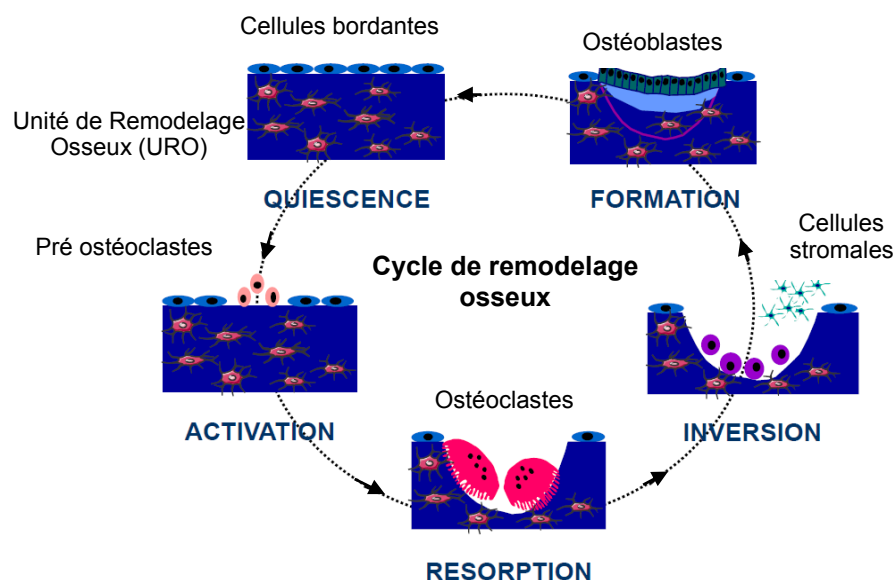 Cellules bordantes
Ostéoblastes
Unité de Remodelage
Osseux (URO)
QUIESCENCE
FORMATION
Cellules
stromales
Pré ostéoclastes
Cycle de remodelage
osseux
Ostéoclastes
ACTIVATION
INVERSION
RESORPTION